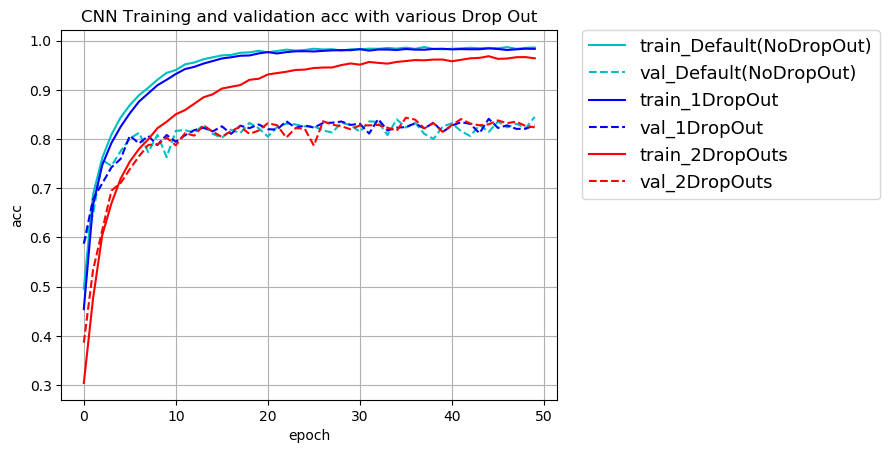 CNN Training and validation acc with various Drop Out
1.0
0.9
0.8
0.7
0.6
0.5
0.4
0.3
acc
0 10 20 30 40 50
epoch
train_Default(NoDropOut)
val_Default(NoDropOut)
train_1DropOut
val_1DropOut
train_2DropOuts
val_2DropOuts